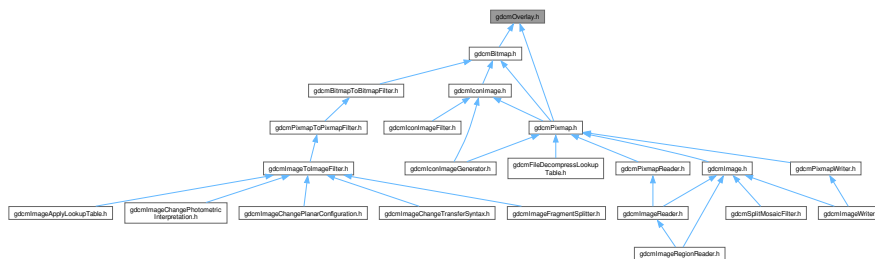 gdcmOverlay.h
gdcmBitmap.h
gdcmBitmapToBitmapFilter.h
gdcmIconImage.h
gdcmPixmapToPixmapFilter.h
gdcmIconImageFilter.h
gdcmPixmap.h
gdcmImageToImageFilter.h
gdcmIconImageGenerator.h
gdcmFileDecompressLookup
Table.h
gdcmPixmapReader.h
gdcmImage.h
gdcmPixmapWriter.h
gdcmImageApplyLookupTable.h
gdcmImageChangePhotometric
Interpretation.h
gdcmImageChangePlanarConfiguration.h
gdcmImageChangeTransferSyntax.h
gdcmImageFragmentSplitter.h
gdcmImageReader.h
gdcmSplitMosaicFilter.h
gdcmImageWriter
gdcmImageRegionReader.h